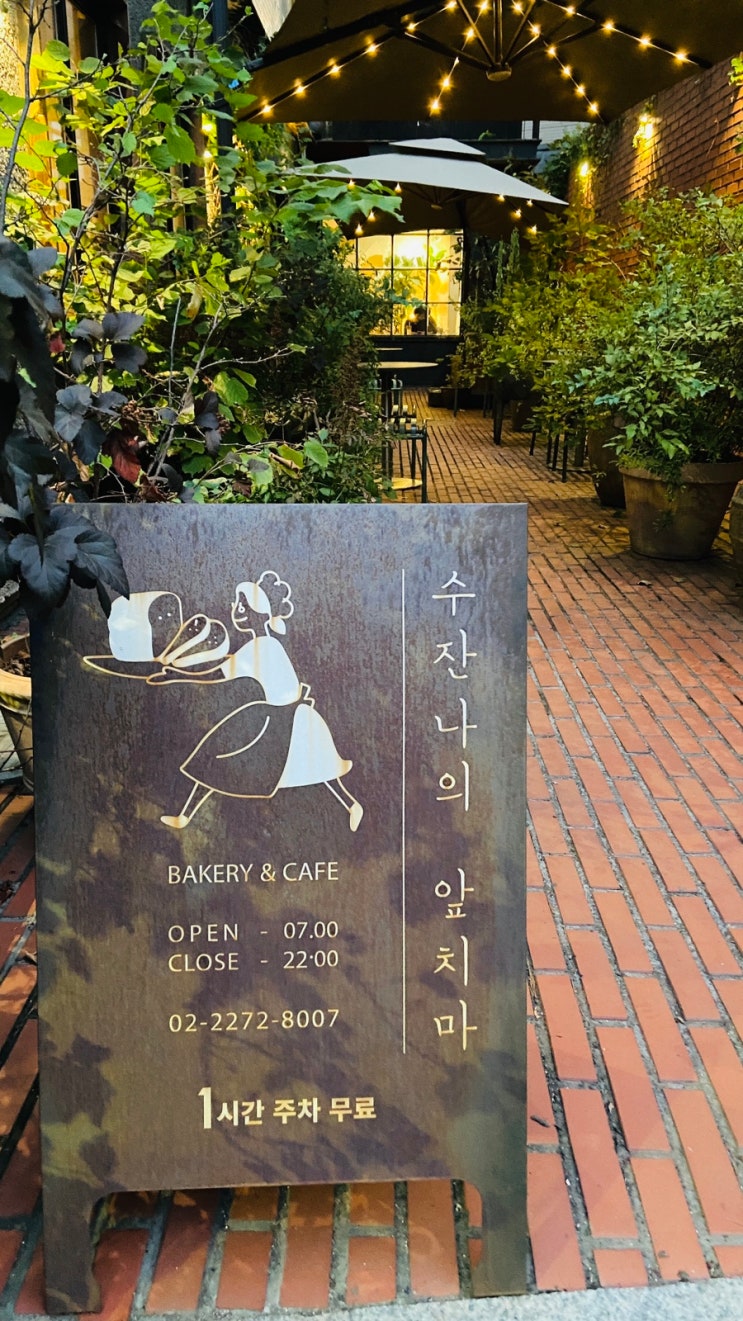 수잔나의 앞치마
BAKERY & CAFE
OPEN - 07.00
CLOSE - 22·00
02-2272-8007
1시간 주차 무료